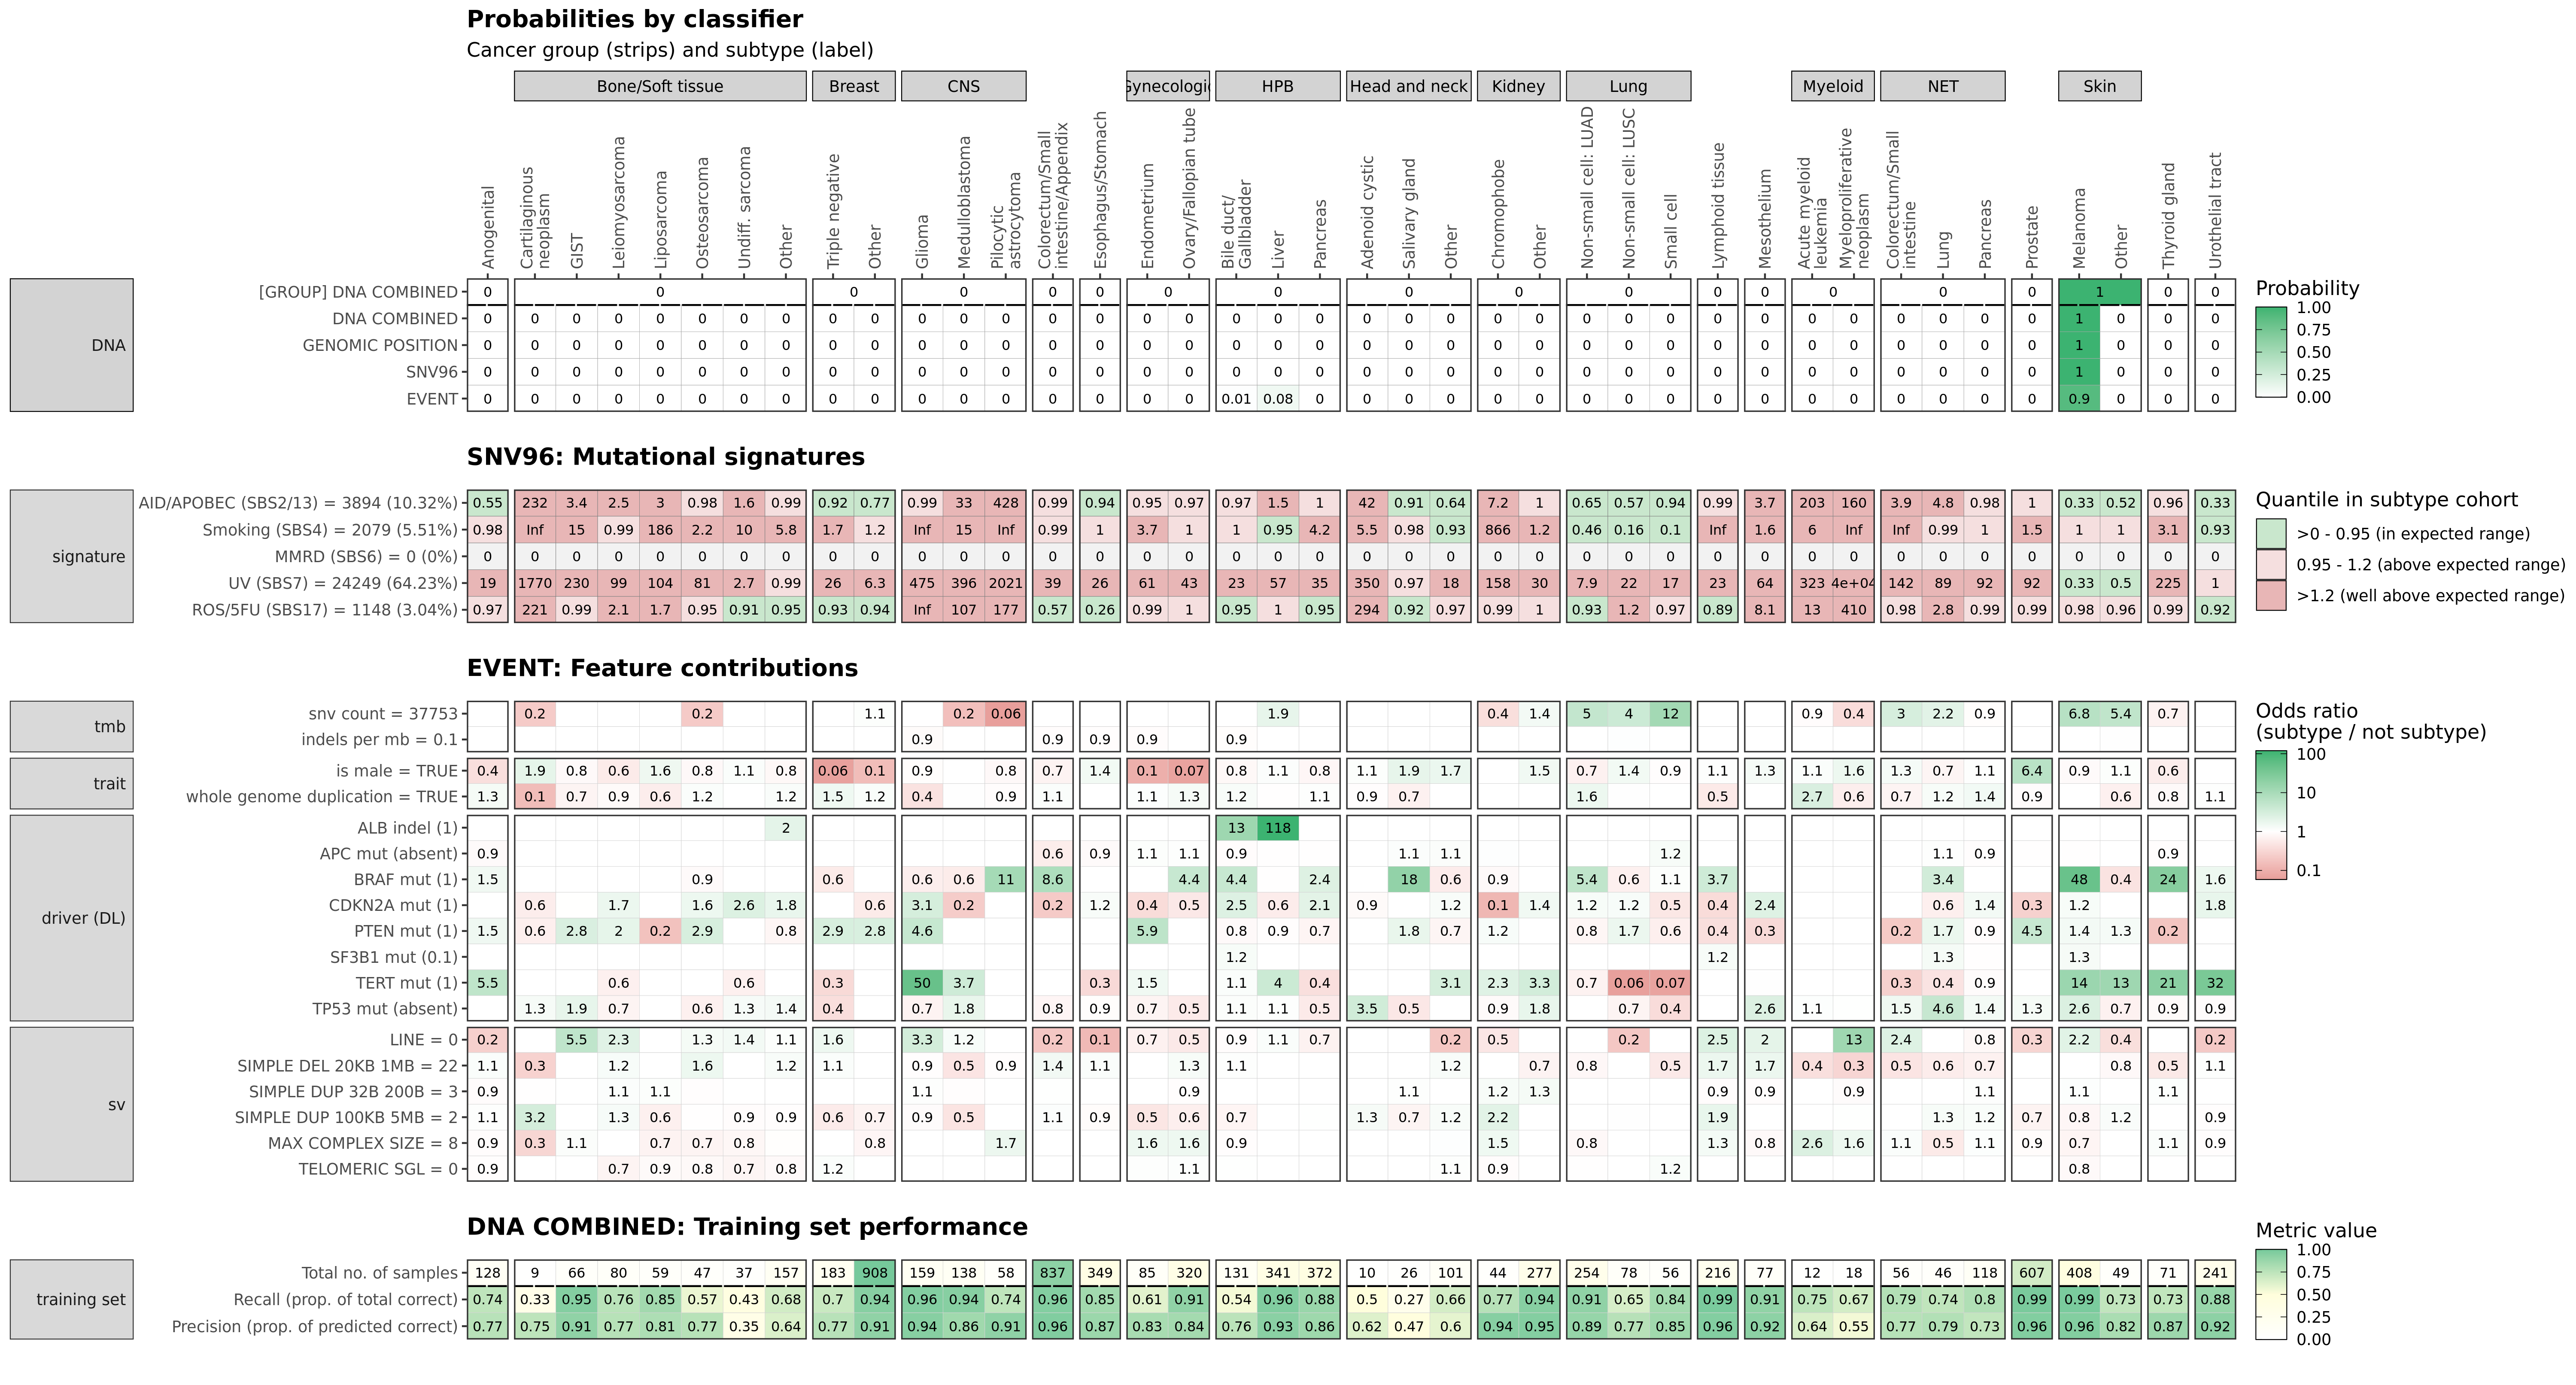 Probabilities by classifier
Cancer group (strips) and subtype (label)
Bone/Soft tissue Breast CNS Gynecologic HPB Head and neck Kidney Lung Myeloid NET Skin
Anogenital
Cartilaginous
neoplasm
GIST
Leiomyosarcoma
Liposarcoma
Osteosarcoma
Undiff. sarcoma
Other
Triple negative
Other
Glioma
Medulloblastoma
Pilocytic
astrocytoma
Colorectum/Small
intestine/Appendix
Esophagus/Stomach
Endometrium
Ovary/Fallopian tube
Bile duct/
Gallbladder
Liver
Pancreas
Adenoid cystic
Salivary gland
Other
Chromophobe
Other
Non-small cell: LUAD
Non-small cell: LUSC
Small cell
Lymphoid tissue
Mesothelium
Acute myeloid
leukemia
Myeloproliferative
neoplasm
Colorectum/Small
intestine
Lung
Pancreas
Prostate
Melanoma
Other
Thyroid gland
Urothelial tract
DNA
[GROUP] DNA COMBINED 0 0 0 0 0 0 0 0 0 0 0 0 0 0 0 0 1 0 0
DNA COMBINED 0 0 0 0 0 0 0 0 0 0 0 0 0 0 0 0 0 0 0 0 0 0 0 0 0 0 0 0 0 0 0 0 0 0 0 0 1 0 0 0
GENOMIC POSITION 0 0 0 0 0 0 0 0 0 0 0 0 0 0 0 0 0 0 0 0 0 0 0 0 0 0 0 0 0 0 0 0 0 0 0 0 1 0 0 0
SNV96 0 0 0 0 0 0 0 0 0 0 0 0 0 0 0 0 0 0 0 0 0 0 0 0 0 0 0 0 0 0 0 0 0 0 0 0 1 0 0 0
EVENT 0 0 0 0 0 0 0 0 0 0 0 0 0 0 0 0 0 0.01 0.08 0 0 0 0 0 0 0 0 0 0 0 0 0 0 0 0 0 0.9 0 0 0
Probability
1.00
0.75
0.50
0.25
0.00
SNV96: Mutational signatures
signature
AID/APOBEC (SBS2/13) = 3894 (10.32%) 0.55 232 3.4 2.5 3 0.98 1.6 0.99 0.92 0.77 0.99 33 428 0.99 0.94 0.95 0.97 0.97 1.5 1 42 0.91 0.64 7.2 1 0.65 0.57 0.94 0.99 3.7 203 160 3.9 4.8 0.98 1 0.33 0.52 0.96 0.33
Smoking (SBS4) = 2079 (5.51%) 0.98 Inf 15 0.99 186 2.2 10 5.8 1.7 1.2 Inf 15 Inf 0.99 1 3.7 1 1 0.95 4.2 5.5 0.98 0.93 866 1.2 0.46 0.16 0.1 Inf 1.6 6 Inf Inf 0.99 1 1.5 1 1 3.1 0.93
MMRD (SBS6) = 0 (0%) 0 0 0 0 0 0 0 0 0 0 0 0 0 0 0 0 0 0 0 0 0 0 0 0 0 0 0 0 0 0 0 0 0 0 0 0 0 0 0 0
UV (SBS7) = 24249 (64.23%) 19 1770 230 99 104 81 2.7 0.99 26 6.3 475 396 2021 39 26 61 43 23 57 35 350 0.97 18 158 30 7.9 22 17 23 64 323 4e+04 142 89 92 92 0.33 0.5 225 1
ROS/5FU (SBS17) = 1148 (3.04%) 0.97 221 0.99 2.1 1.7 0.95 0.91 0.95 0.93 0.94 Inf 107 177 0.57 0.26 0.99 1 0.95 1 0.95 294 0.92 0.97 0.99 1 0.93 1.2 0.97 0.89 8.1 13 410 0.98 2.8 0.99 0.99 0.98 0.96 0.99 0.92
Quantile in subtype cohort
>0 - 0.95 (in expected range)
0.95 - 1.2 (above expected range)
>1.2 (well above expected range)
EVENT: Feature contributions
tmb
snv count = 37753 0.2 0.2 1.1 0.2 0.06 1.9 0.4 1.4 5 4 12 0.9 0.4 3 2.2 0.9 6.8 5.4 0.7
indels per mb = 0.1 0.9 0.9 0.9 0.9 0.9
trait
is male = TRUE 0.4 1.9 0.8 0.6 1.6 0.8 1.1 0.8 0.06 0.1 0.9 0.8 0.7 1.4 0.1 0.07 0.8 1.1 0.8 1.1 1.9 1.7 1.5 0.7 1.4 0.9 1.1 1.3 1.1 1.6 1.3 0.7 1.1 6.4 0.9 1.1 0.6
whole genome duplication = TRUE 1.3 0.1 0.7 0.9 0.6 1.2 1.2 1.5 1.2 0.4 0.9 1.1 1.1 1.3 1.2 1.1 0.9 0.7 1.6 0.5 2.7 0.6 0.7 1.2 1.4 0.9 0.6 0.8 1.1
driver (DL)
ALB indel (1) 2 13 118
APC mut (absent) 0.9 0.6 0.9 1.1 1.1 0.9 1.1 1.1 1.2 1.1 0.9 0.9
BRAF mut (1) 1.5 0.9 0.6 0.6 0.6 11 8.6 4.4 4.4 2.4 18 0.6 0.9 5.4 0.6 1.1 3.7 3.4 48 0.4 24 1.6
CDKN2A mut (1) 0.6 1.7 1.6 2.6 1.8 0.6 3.1 0.2 0.2 1.2 0.4 0.5 2.5 0.6 2.1 0.9 1.2 0.1 1.4 1.2 1.2 0.5 0.4 2.4 0.6 1.4 0.3 1.2 1.8
PTEN mut (1) 1.5 0.6 2.8 2 0.2 2.9 0.8 2.9 2.8 4.6 5.9 0.8 0.9 0.7 1.8 0.7 1.2 0.8 1.7 0.6 0.4 0.3 0.2 1.7 0.9 4.5 1.4 1.3 0.2
SF3B1 mut (0.1) 1.2 1.2 1.3 1.3
TERT mut (1) 5.5 0.6 0.6 0.3 50 3.7 0.3 1.5 1.1 4 0.4 3.1 2.3 3.3 0.7 0.06 0.07 0.3 0.4 0.9 14 13 21 32
TP53 mut (absent) 1.3 1.9 0.7 0.6 1.3 1.4 0.4 0.7 1.8 0.8 0.9 0.7 0.5 1.1 1.1 0.5 3.5 0.5 0.9 1.8 0.7 0.4 2.6 1.1 1.5 4.6 1.5 1.3 2.6 0.7 0.9 0.9
sv
LINE = 0 0.2 5.5 2.3 1.3 1.4 1.1 1.6 3.3 1.2 0.2 0.1 0.7 0.5 0.9 1.1 0.7 0.2 0.5 0.2 2.5 2 13 2.4 0.8 0.3 2.2 0.4 0.2
SIMPLE DEL 20KB 1MB = 22 1.1 0.3 1.2 1.6 1.2 1.1 0.9 0.5 0.9 1.4 1.1 1.3 1.1 1.2 0.7 0.8 0.5 1.7 1.7 0.4 0.3 0.5 0.6 0.7 0.8 0.5 1.1
SIMPLE DUP 32B 200B = 3 0.9 1.1 1.1 1.1 0.9 1.1 1.2 1.3 0.9 0.9 0.9 1.1 1.1 1.1
SIMPLE DUP 100KB 5MB = 2 1.1 3.2 1.3 0.6 0.9 0.9 0.6 0.7 0.9 0.5 1.1 0.9 0.5 0.6 0.7 1.3 0.7 1.2 2.2 1.9 1.3 1.2 0.7 0.8 1.2 0.9
MAX COMPLEX SIZE = 8 0.9 0.3 1.1 0.7 0.7 0.8 0.8 1.7 1.6 1.6 0.9 1.5 0.8 1.3 0.8 2.6 1.6 1.1 0.5 1.1 0.9 0.7 1.1 0.9
TELOMERIC SGL = 0 0.9 0.7 0.9 0.8 0.7 0.8 1.2 1.1 1.1 0.9 1.2 0.8
Odds ratio
(subtype / not subtype)
100
10
1
0.1
DNA COMBINED: Training set performance
training set
Total no. of samples 128 9 66 80 59 47 37 157 183 908 159 138 58 837 349 85 320 131 341 372 10 26 101 44 277 254 78 56 216 77 12 18 56 46 118 607 408 49 71 241
Recall (prop. of total correct) 0.74 0.33 0.95 0.76 0.85 0.57 0.43 0.68 0.7 0.94 0.96 0.94 0.74 0.96 0.85 0.61 0.91 0.54 0.96 0.88 0.5 0.27 0.66 0.77 0.94 0.91 0.65 0.84 0.99 0.91 0.75 0.67 0.79 0.74 0.8 0.99 0.99 0.73 0.73 0.88
Precision (prop. of predicted correct) 0.77 0.75 0.91 0.77 0.81 0.77 0.35 0.64 0.77 0.91 0.94 0.86 0.91 0.96 0.87 0.83 0.84 0.76 0.93 0.86 0.62 0.47 0.6 0.94 0.95 0.89 0.77 0.85 0.96 0.92 0.64 0.55 0.77 0.79 0.73 0.96 0.96 0.82 0.87 0.92
Metric value
1.00
0.75
0.50
0.25
0.00